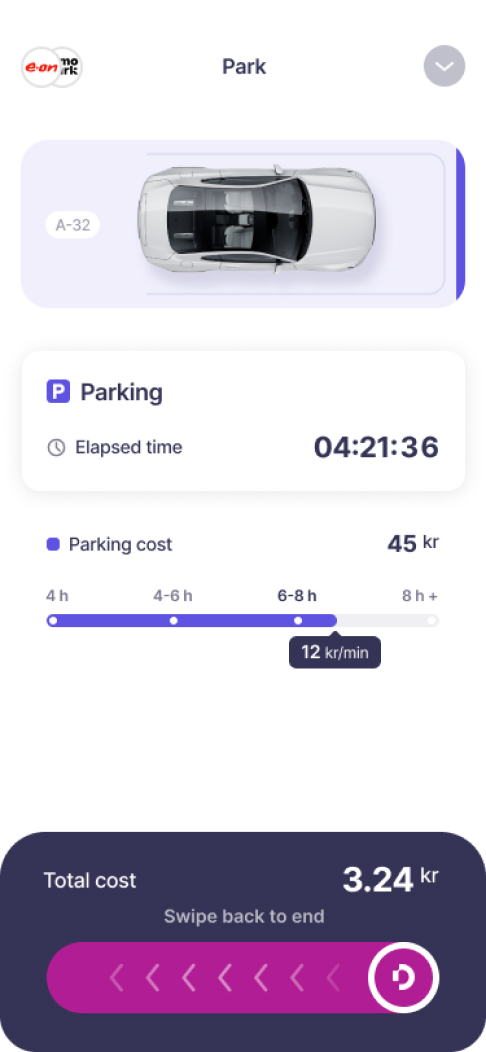 e·on
mo
rk
Park
A-32
P Parking
Elapsed time 04:21:36
Parking cost 45 kr
4 h 4-6 h 6-8 h 8 h +
12 kr/min
Total cost 3.24 kr
Swipe back to end